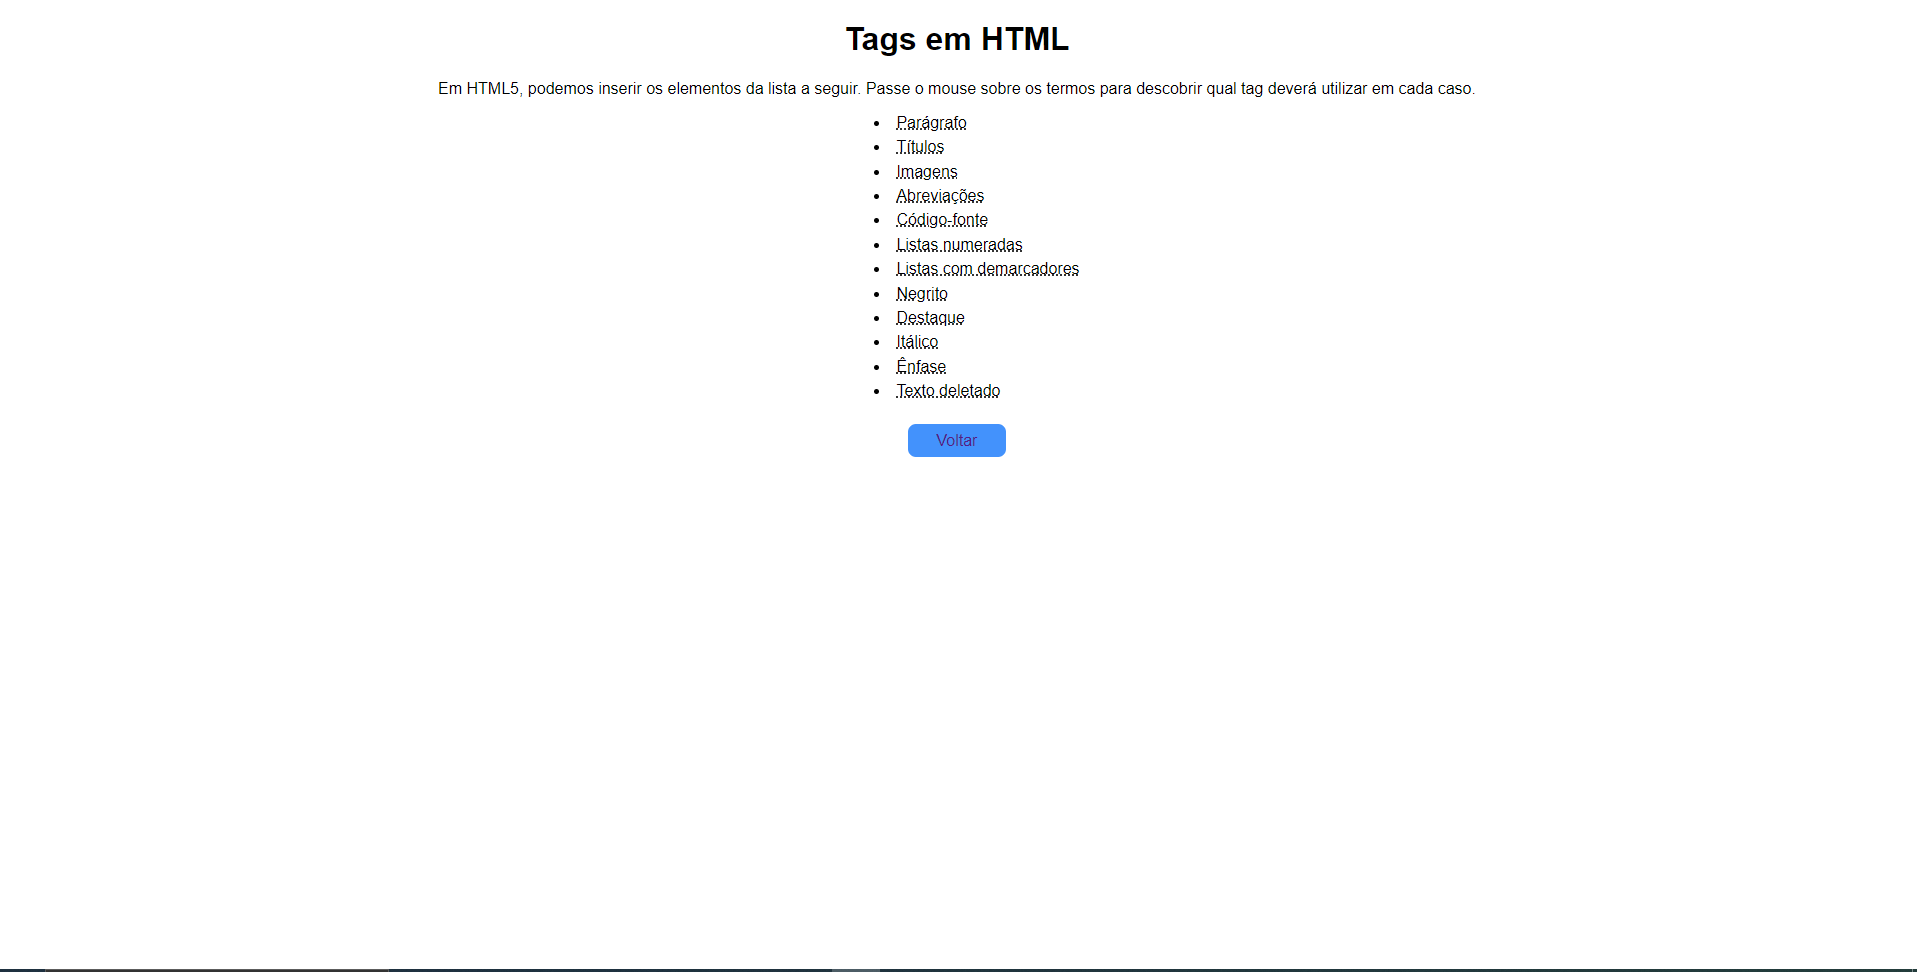 Tags em HTML
Em HTML5, podemos inserir os elementos da lista a seguir. Passe o mouse sobre os termos para descobrir qual tag deverá utilizar em cada caso.
Parágrafo
Títulos
Imagens
Abreviações
Código-fonte
Listas numeradas
Listas com demarcadores
Negrito
Destaque
Itálico
Ênfase
Texto deletado
Voltar